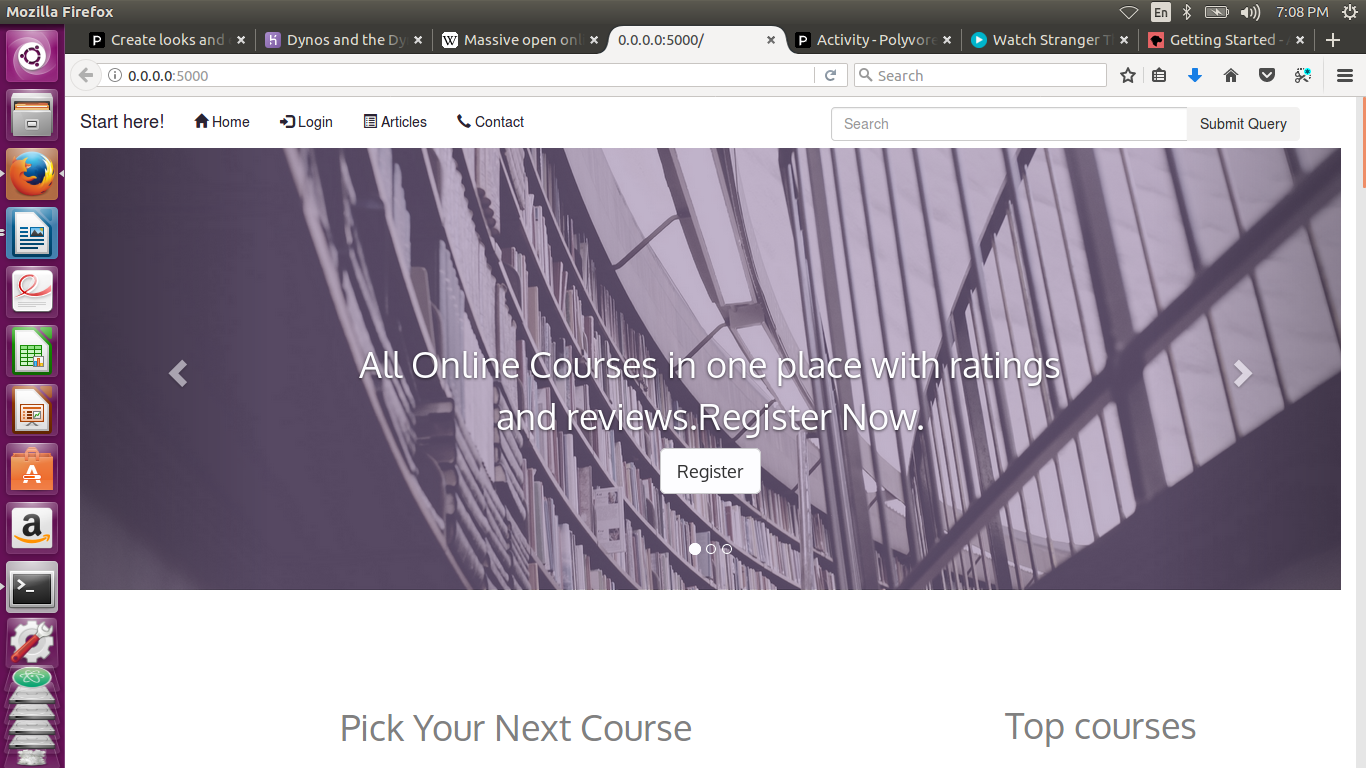 Mozilla Firefox
En
7:08 PM
Create looks and
Dynos and the Dy
Massive open onl
0.0.0.0:5000/
Activity - Polyvore
Watch Stranger T
Getting Started - A
0.0.0.0:5000
Search
Start here!
Home
Login
Articles
Contact
Search
Submit Query
All Online Courses in one place with ratings
and reviews.Register Now.
Register
Pick Your Next Course
Top courses